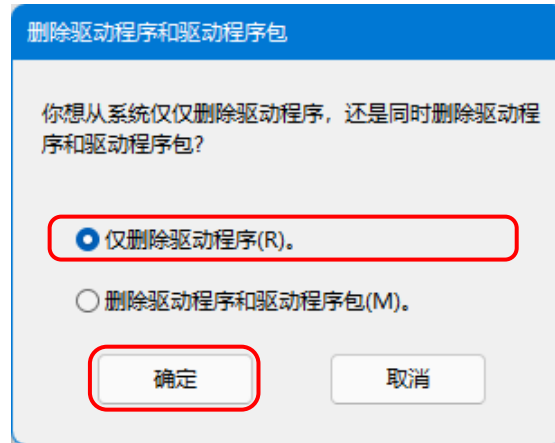 删除驱动程序和驱动程序包
你想从系统仅仅删除驱动程序，还是同时删除驱动程
序和驱动程序包?
仅删除驱动程序(R)。
删除驱动程序和驱动程序包(M)。
确定 取消